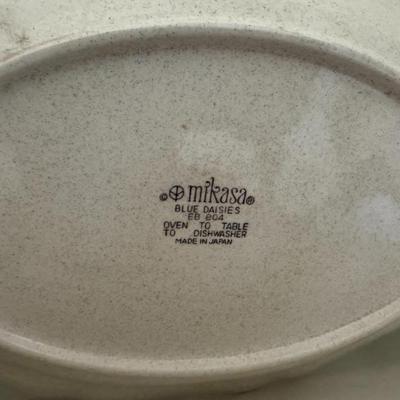 © mikasa ®
BLUE DAISIES
EB 804
OVEN TO TABLE
TO DISHWASHER
MADE IN JAPAN